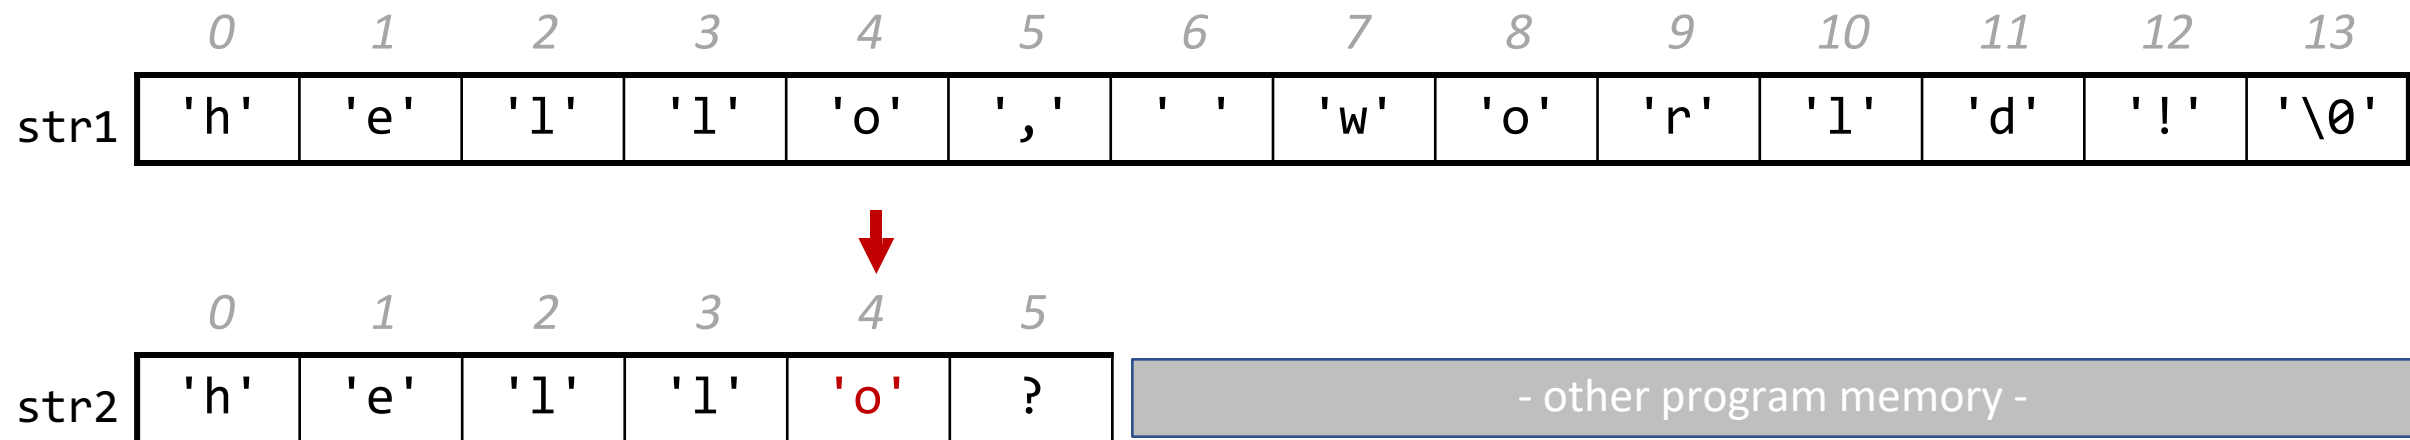 0 1 2 3 4 5 6 7 8 9 10 11 12 13
str1 'h' 'e' 'l' 'l' 'o' ',' ' ' 'w' 'o' 'r' 'l' 'd' '!' '\0'
0 1 2 3 4 5
str2 'h' 'e' 'l' 'l' 'o' ? - other program memory -